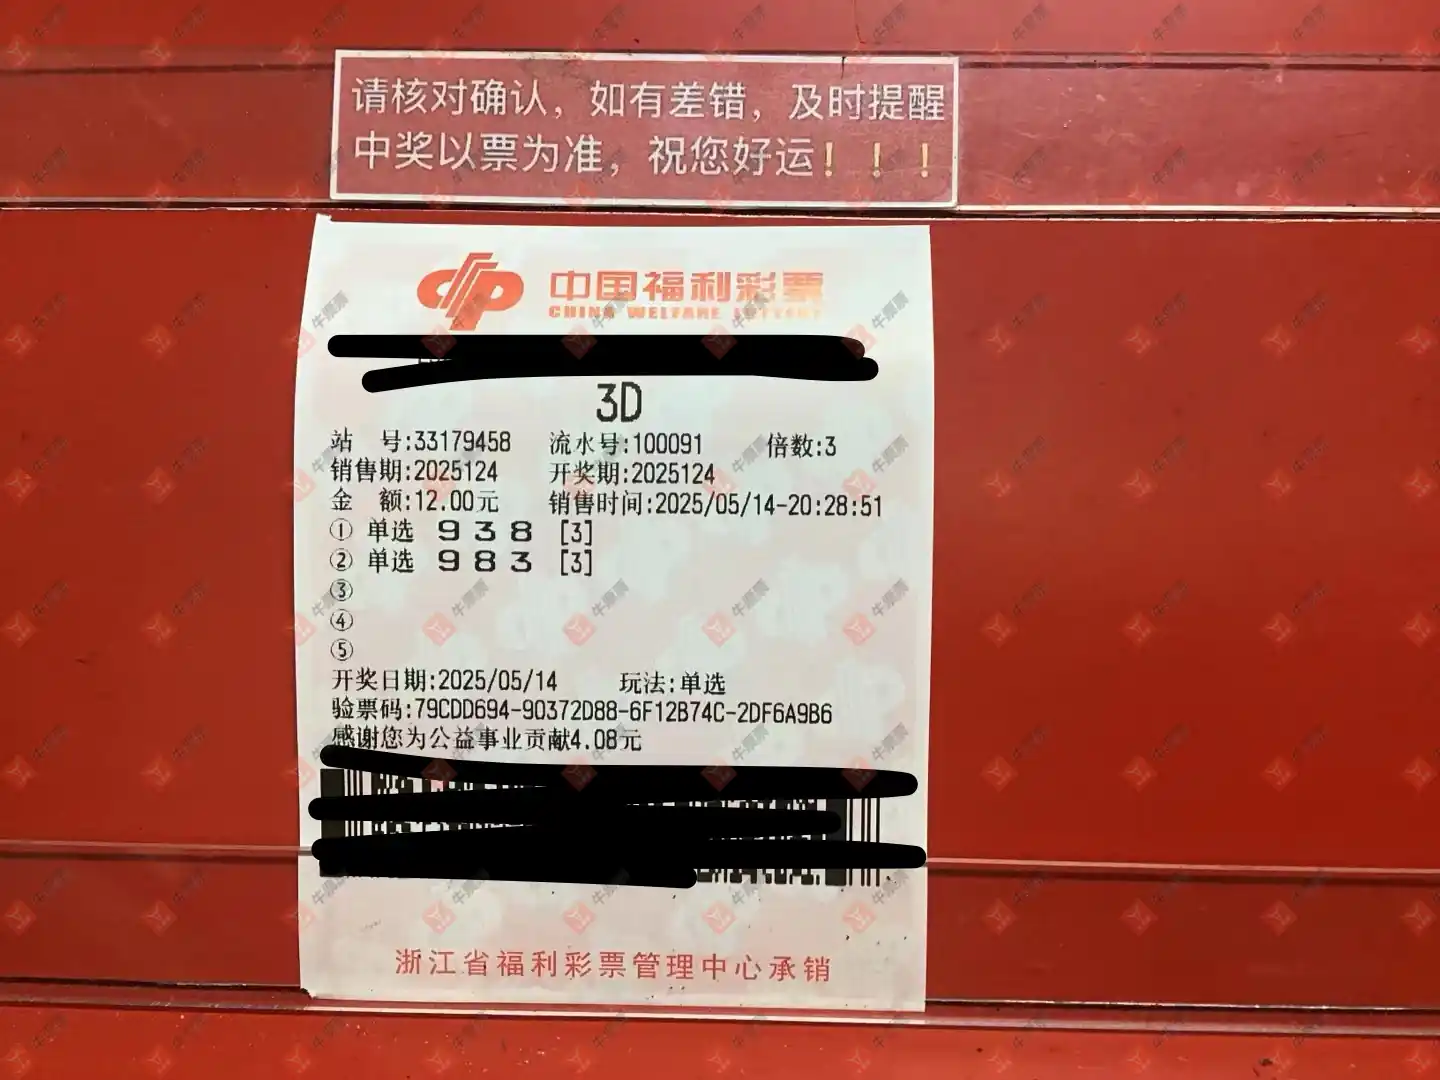 请核对确认，如有差错，及时提醒
中奖以票为准，祝您好运！！！
中国福利彩票
CHINA WELFARE LOTTERY
3D
站 号:33179458 流水号:100091 倍数:3
销售期:2025124 开奖期:2025124
金 额:12.00元 销售时间:2025/05/14-20:28:51
① 单选 9 3 8 [3]
② 单选 9 8 3 [3]
③
④
⑤
开奖日期:2025/05/14 玩法:单选
验票码:79CDD694-90372D88-6F12B74C-2DF6A9B6
感谢您为公益事业贡献4.08元
浙江省福利彩票管理中心承销
牛票票